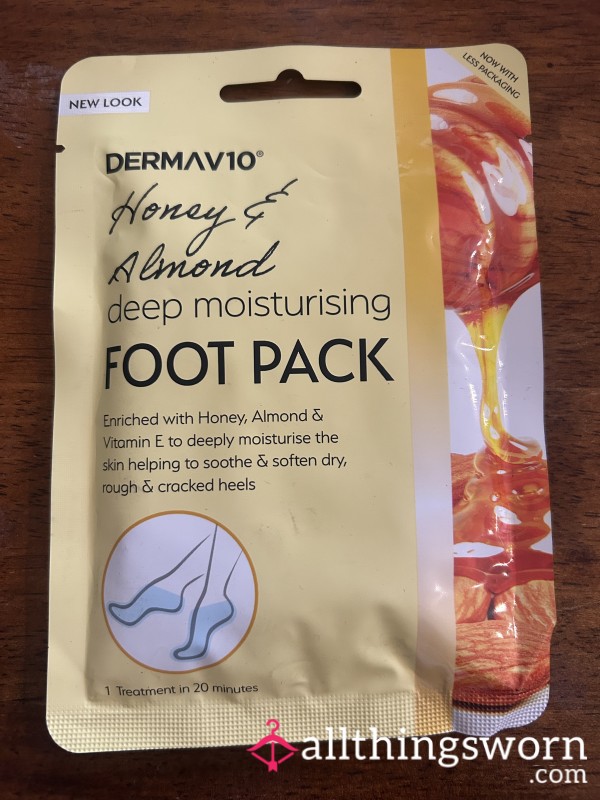 NOW WITH
LESS PACKAGING
NEW LOOK
DERMAV10®
Honey &
Almond
deep moisturising
FOOT PACK
Enriched with Honey, Almond &
Vitamin E to deeply moisturise the
skin helping to soothe & soften dry,
rough & cracked heels
1 Treatment in 20 minutes
allthingsworn
.com